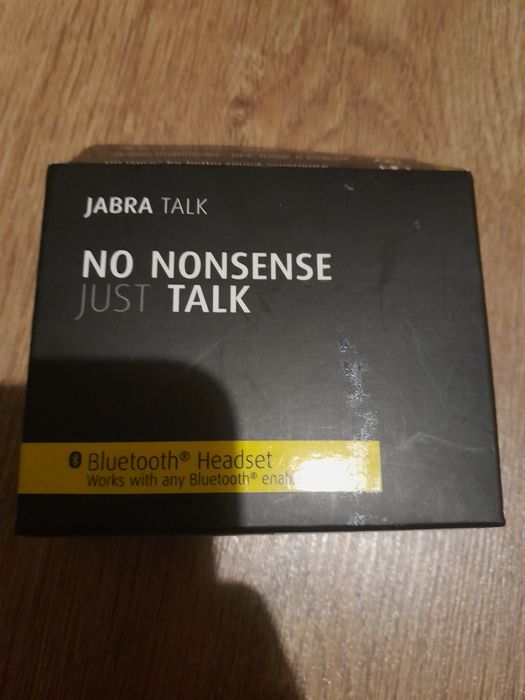 JABRA TALK
NO NONSENSE
JUST TALK
Bluetooth® Headset
Works with any Bluetooth®